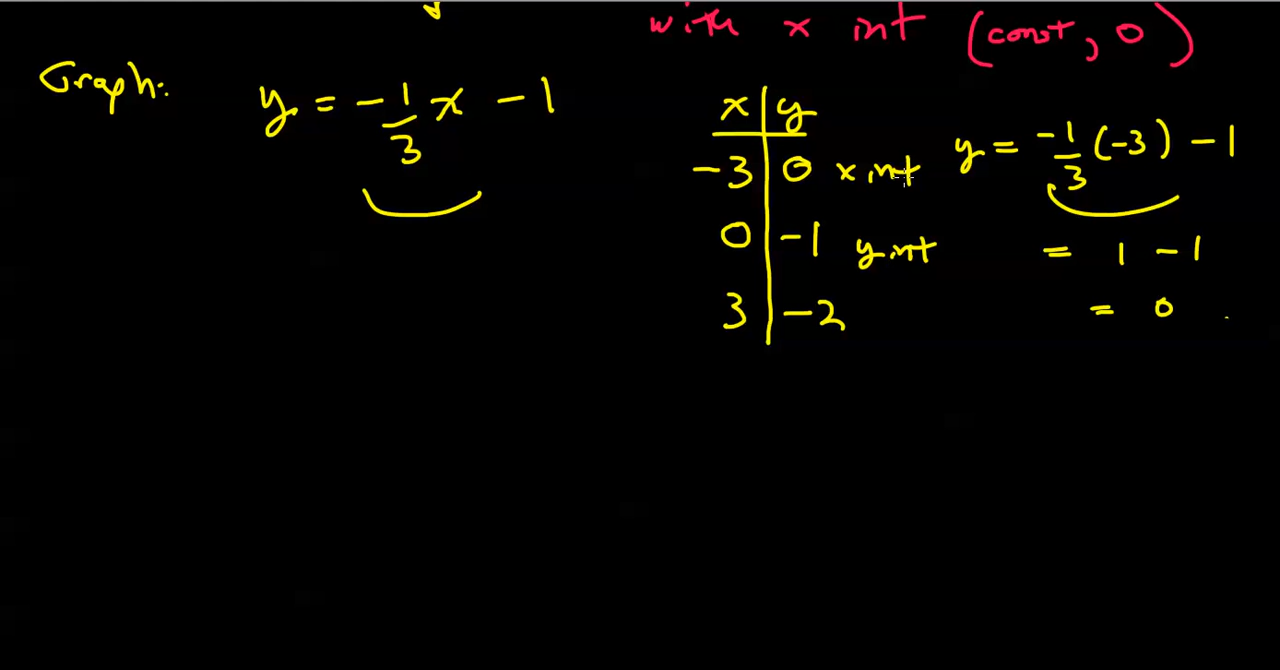 with x int (const, 0)
Graph: y = -1/3 x - 1
x | y
-3 | 0 x int
0 | -1 y int
3 | -2
y = -1/3 (-3) - 1
= 1 - 1
= 0